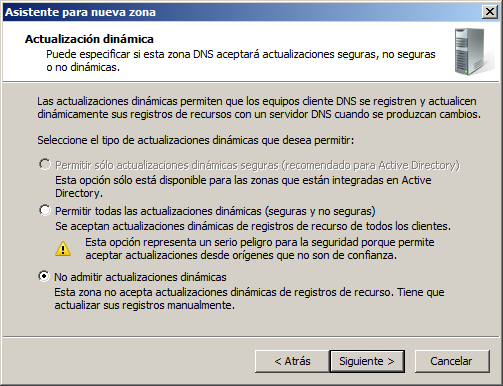 Asistente para nueva zona
Actualización dinámica
Puede especificar si esta zona DNS aceptará actualizaciones seguras, no seguras
o no dinámicas.
Las actualizaciones dinámicas permiten que los equipos cliente DNS se registren y actualicen
dinámicamente sus registros de recursos con un servidor DNS cuando se produzcan cambios.
Seleccione el tipo de actualizaciones dinámicas que desea permitir:
Permitir sólo actualizaciones dinámicas seguras (recomendado para Active Directory)
Esta opción sólo está disponible para las zonas que están integradas en Active
Directory.
Permitir todas las actualizaciones dinámicas (seguras y no seguras)
Se aceptan actualizaciones dinámicas de registros de recurso de todos los clientes.
Esta opción representa un serio peligro para la seguridad porque permite
aceptar actualizaciones desde orígenes que no son de confianza.
No admitir actualizaciones dinámicas
Esta zona no acepta actualizaciones dinámicas de registros de recurso. Tiene que
actualizar sus registros manualmente.
< Atrás
Siguiente >
Cancelar